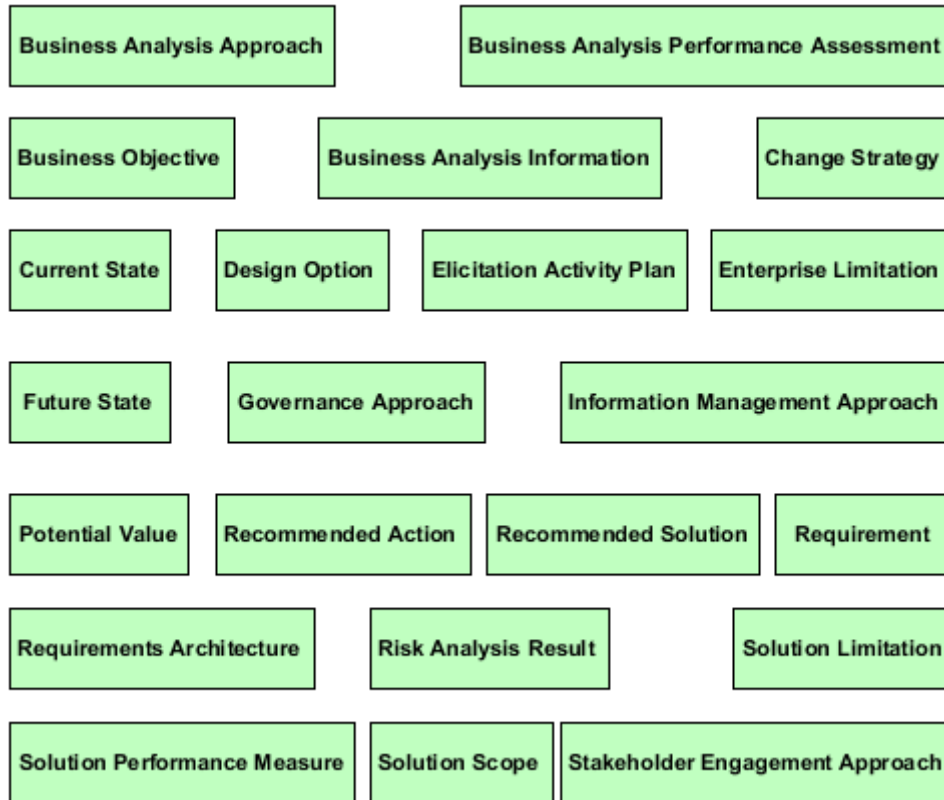 Business Analysis Approach
Business Analysis Performance Assessment
Business Objective
Business Analysis Information
Change Strategy
Current State
Design Option
Elicitation Activity Plan
Enterprise Limitation
Future State
Governance Approach
Information Management Approach
Potential Value
Recommended Action
Recommended Solution
Requirement
Requirements Architecture
Risk Analysis Result
Solution Limitation
Solution Performance Measure
Solution Scope
Stakeholder Engagement Approach